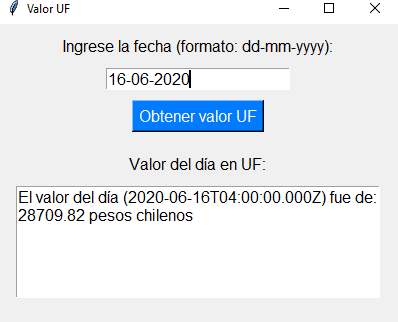 Valor UF
Ingrese la fecha (formato: dd-mm-yyyy):
16-06-2020
Obtener valor UF
Valor del día en UF:
El valor del día (2020-06-16T04:00:00.000Z) fue de:
28709.82 pesos chilenos